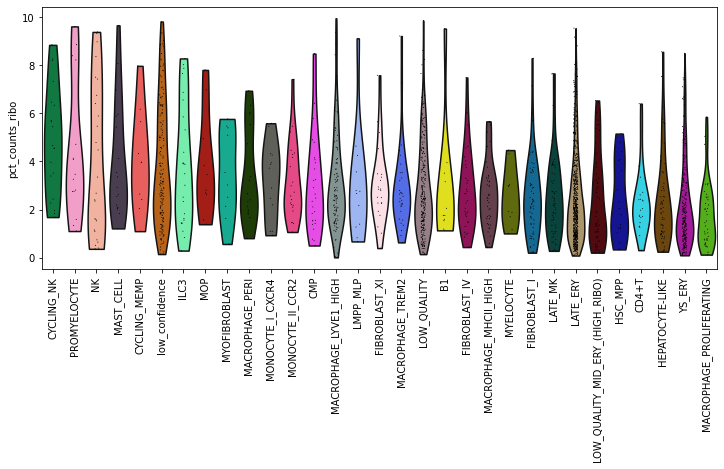 pct_counts_ribo
10
8
6
4
2
0
CYCLING_NK
PROMYELOCYTE
NK
MAST_CELL
CYCLING_MEMP
low_confidence
ILC3
MOP
MYOFIBROBLAST
MACROPHAGE_PERI
MONOCYTE_I_CXCR4
MONOCYTE_II_CCR2
CMP
MACROPHAGE_LYVE1_HIGH
LMPP_MLP
FIBROBLAST_XI
MACROPHAGE_TREM2
LOW_QUALITY
B1
FIBROBLAST_IV
MACROPHAGE_MHCII_HIGH
MYELOCYTE
FIBROBLAST_I
LATE_MK
LATE_ERY
LOW_QUALITY_MID_ERY_(HIGH_RIBO)
HSC_MPP
CD4+T
HEPATOCYTE-LIKE
YS_ERY
MACROPHAGE_PROLIFERATING